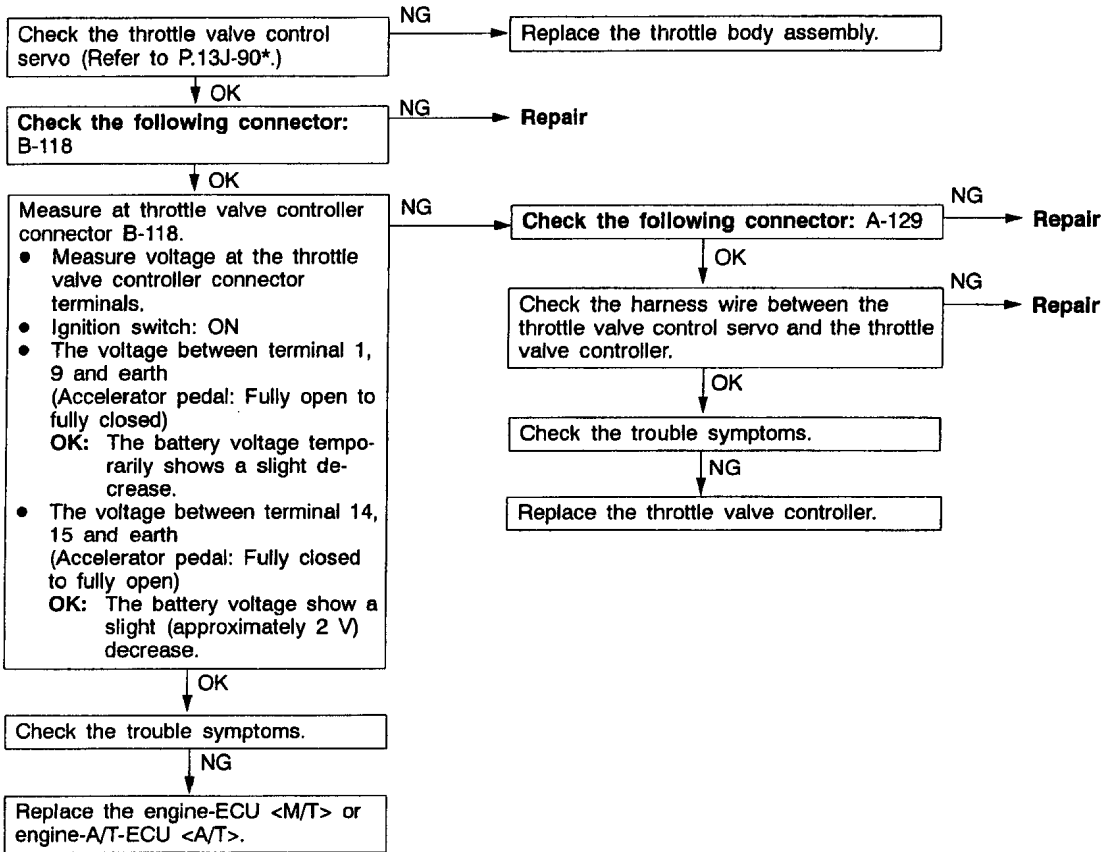 Check the throttle valve control
servo (Refer to P.13J-90*.)
NG
Replace the throttle body assembly.
OK
Check the following connector:
B-118
NG
Repair
OK
Measure at throttle valve controller
connector B-118.
● Measure voltage at the throttle
valve controller connector
terminals.
● Ignition switch: ON
● The voltage between terminal 1,
9 and earth
(Accelerator pedal: Fully open to
fully closed)
OK: The battery voltage tempo-
rarily shows a slight de-
crease.
● The voltage between terminal 14,
15 and earth
(Accelerator pedal: Fully closed
to fully open)
OK: The battery voltage show a
slight (approximately 2 V)
decrease.
NG
Check the following connector: A-129
NG
Repair
OK
Check the harness wire between the
throttle valve control servo and the throttle
valve controller.
NG
Repair
OK
Check the trouble symptoms.
NG
Replace the throttle valve controller.
OK
Check the trouble symptoms.
NG
Replace the engine-ECU <M/T> or
engine-A/T-ECU <A/T>.